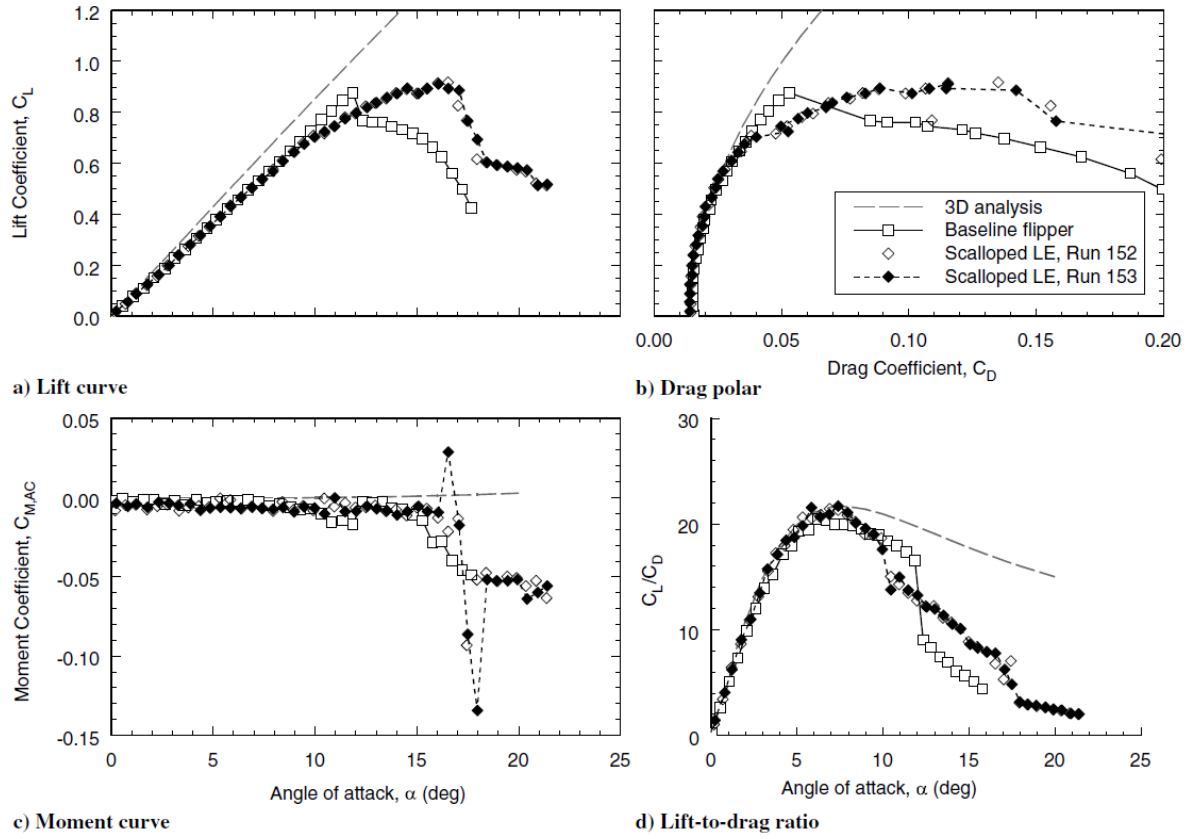 1.2
1.0
0.8
0.6
0.4
0.2
0.0
Lift Coefficient, C_L
a) Lift curve
3D analysis
Baseline flipper
Scalloped LE, Run 152
Scalloped LE, Run 153
0.00 0.05 0.10 0.15 0.20
Drag Coefficient, C_D
b) Drag polar
0.05
0.00
-0.05
-0.10
-0.15
Moment Coefficient, C_M,AC
0 5 10 15 20 25
Angle of attack, α (deg)
c) Moment curve
30
20
10
0
C_L/C_D
0 5 10 15 20 25
Angle of attack, α (deg)
d) Lift-to-drag ratio